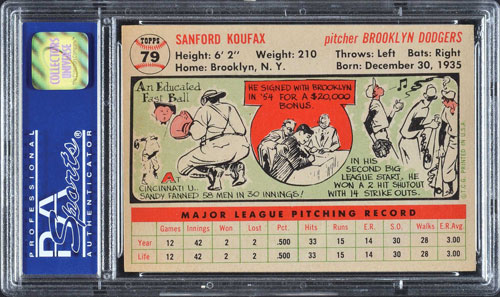 COLLECTORS
UNIVERSE
PROFESSIONAL
PSA
Sports
AUTHENTICATOR
TOPPS
79
SANFORD KOUFAX
pitcher BROOKLYN DODGERS
Height: 6' 2" Weight: 210
Throws: Left Bats: Right
Home: Brooklyn, N. Y.
Born: December 30, 1935
An Educated
Fast Ball
AT
CINCINNATI U..
SANDY FANNED 58 MEN IN 30 INNINGS!
HE SIGNED WITH BROOKLYN
IN '54 FOR A $20,000
BONUS.
IN HIS
SECOND BIG
LEAGUE START, HE
WON A 2 HIT SHUTOUT
WITH 14 STRIKE OUTS.
© T.C.G. PRINTED IN U.S.A.
MAJOR LEAGUE PITCHING RECORD
Games Innings Won Lost Pct. Hits Runs E.R. S.O. Walks E.R.Avg.
Year 12 42 2 2 .500 33 15 14 30 28 3.00
Life 12 42 2 2 .500 33 15 14 30 28 3.00